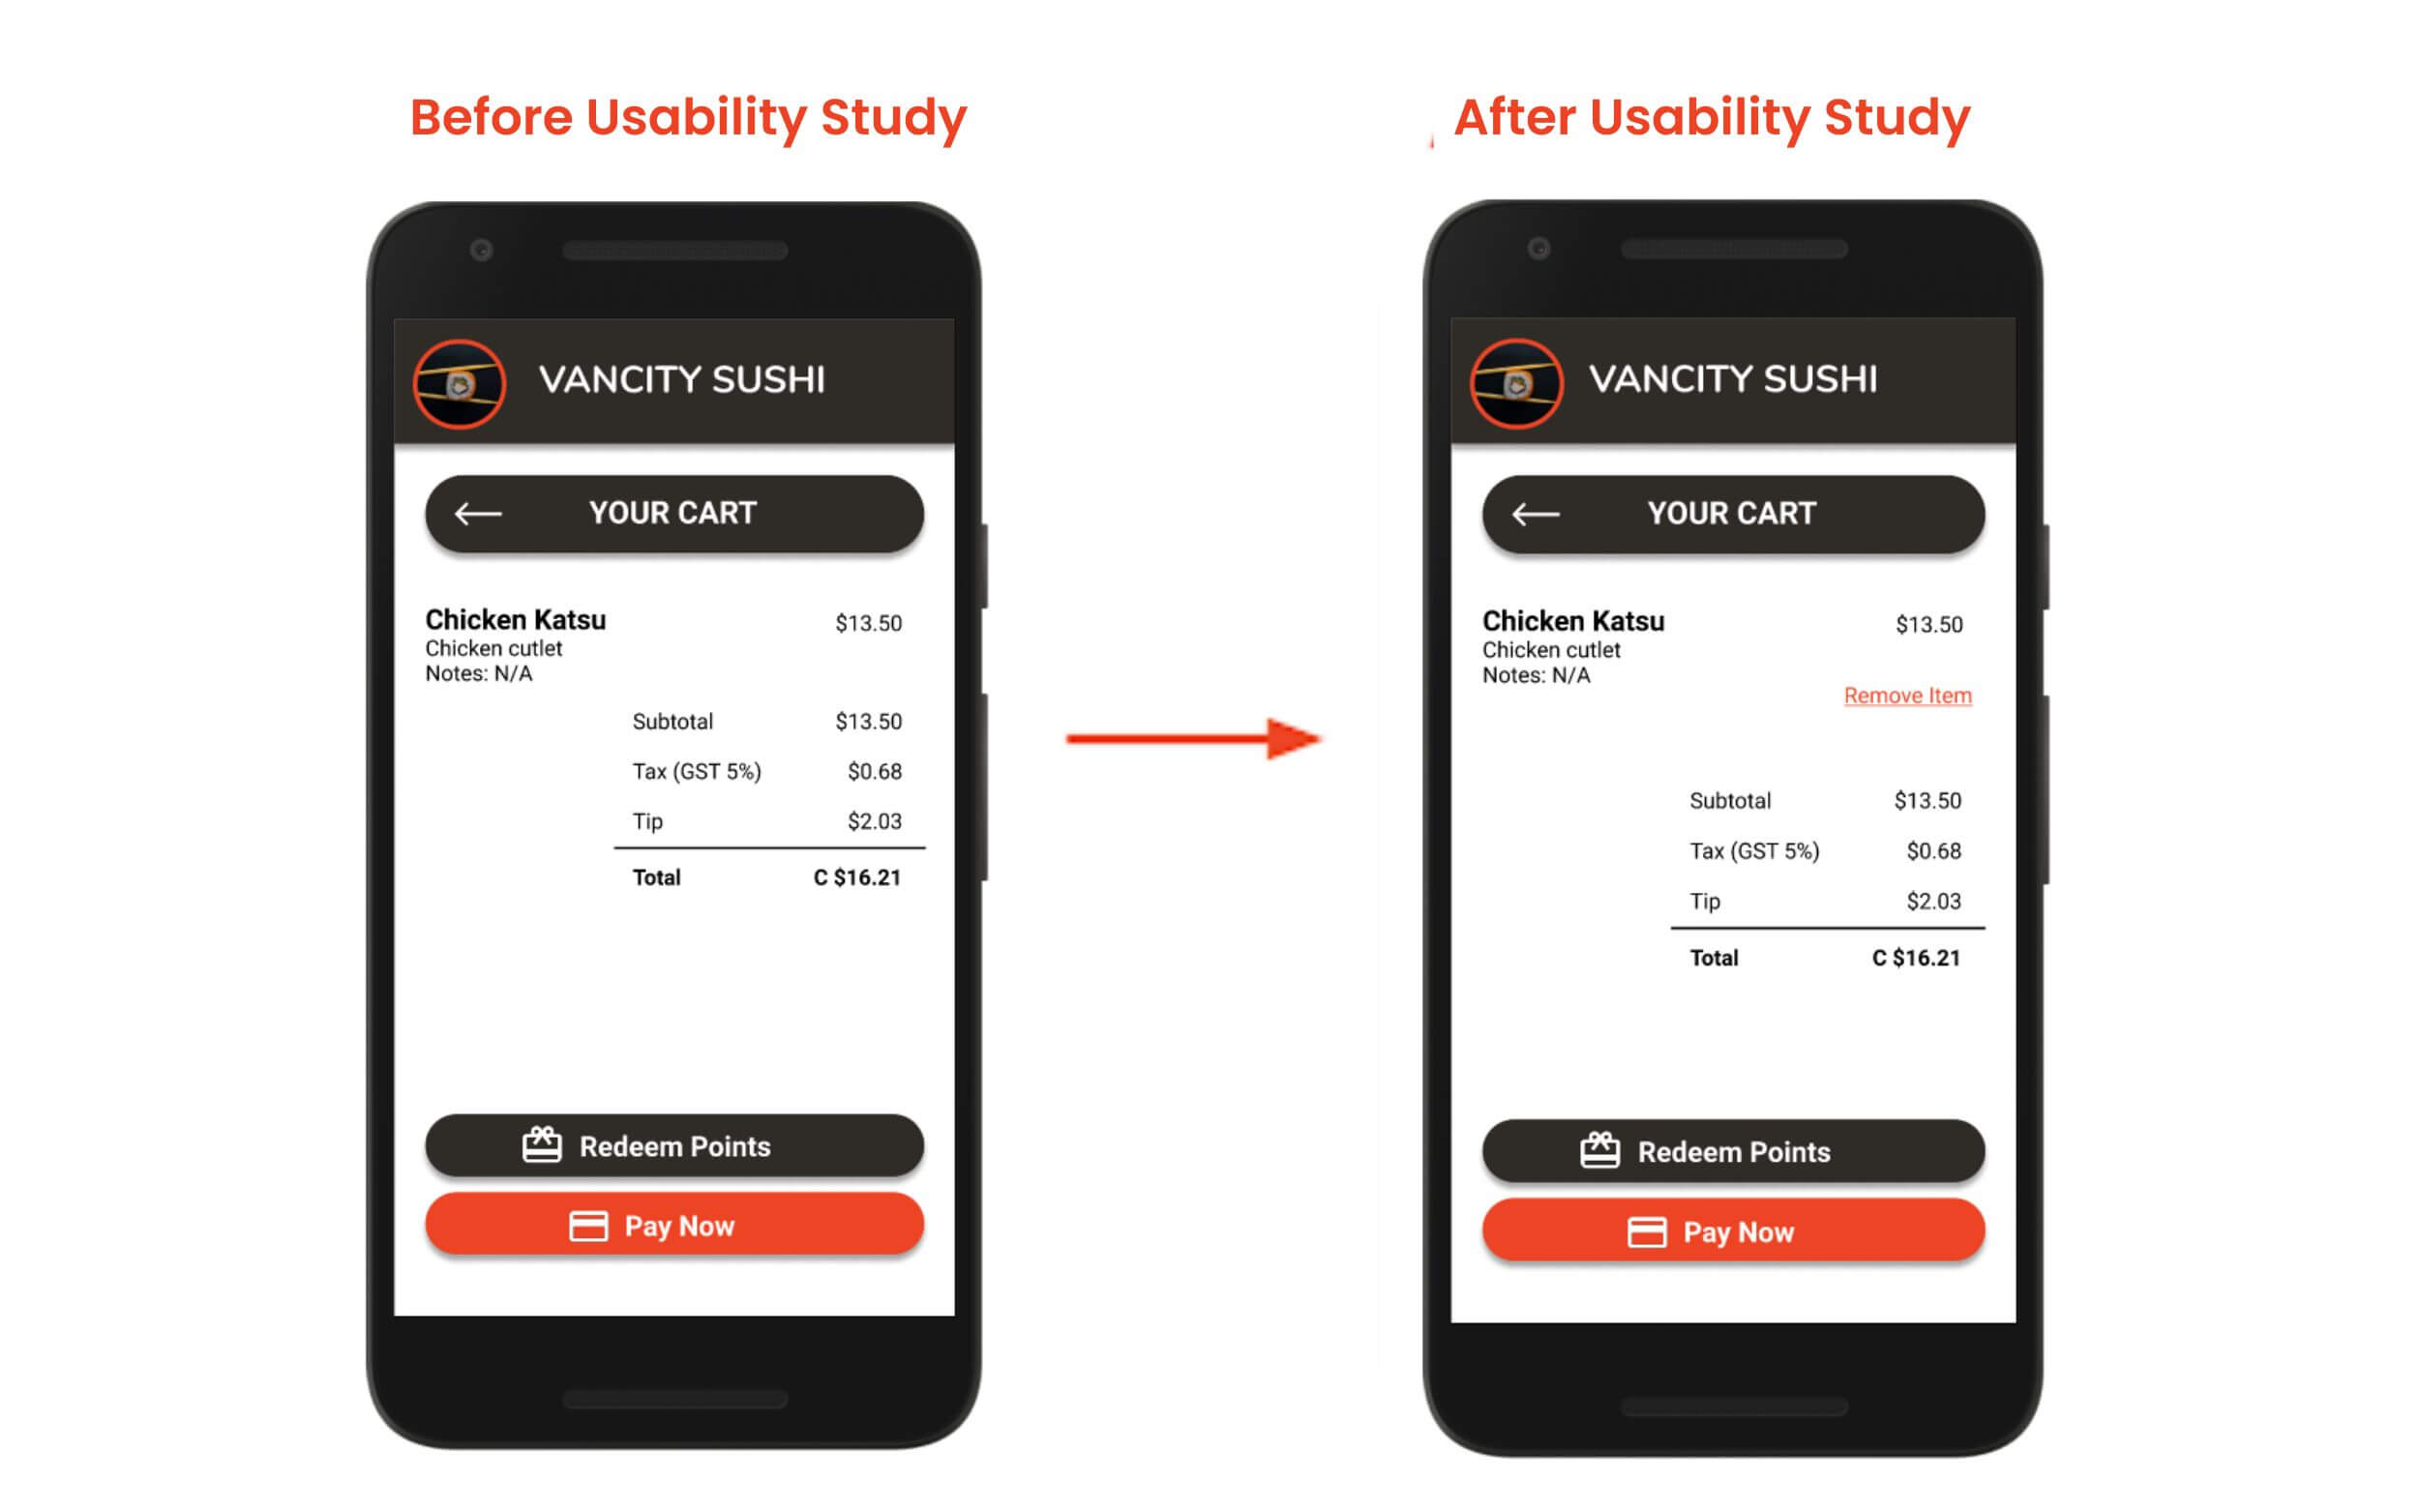 Before Usability Study
VANCITY SUSHI
YOUR CART
Chicken Katsu $13.50
Chicken cutlet
Notes: N/A
Subtotal $13.50
Tax (GST 5%) $0.68
Tip $2.03
Total C $16.21
Redeem Points
Pay Now
After Usability Study
VANCITY SUSHI
YOUR CART
Chicken Katsu $13.50
Chicken cutlet
Notes: N/A
Remove Item
Subtotal $13.50
Tax (GST 5%) $0.68
Tip $2.03
Total C $16.21
Redeem Points
Pay Now